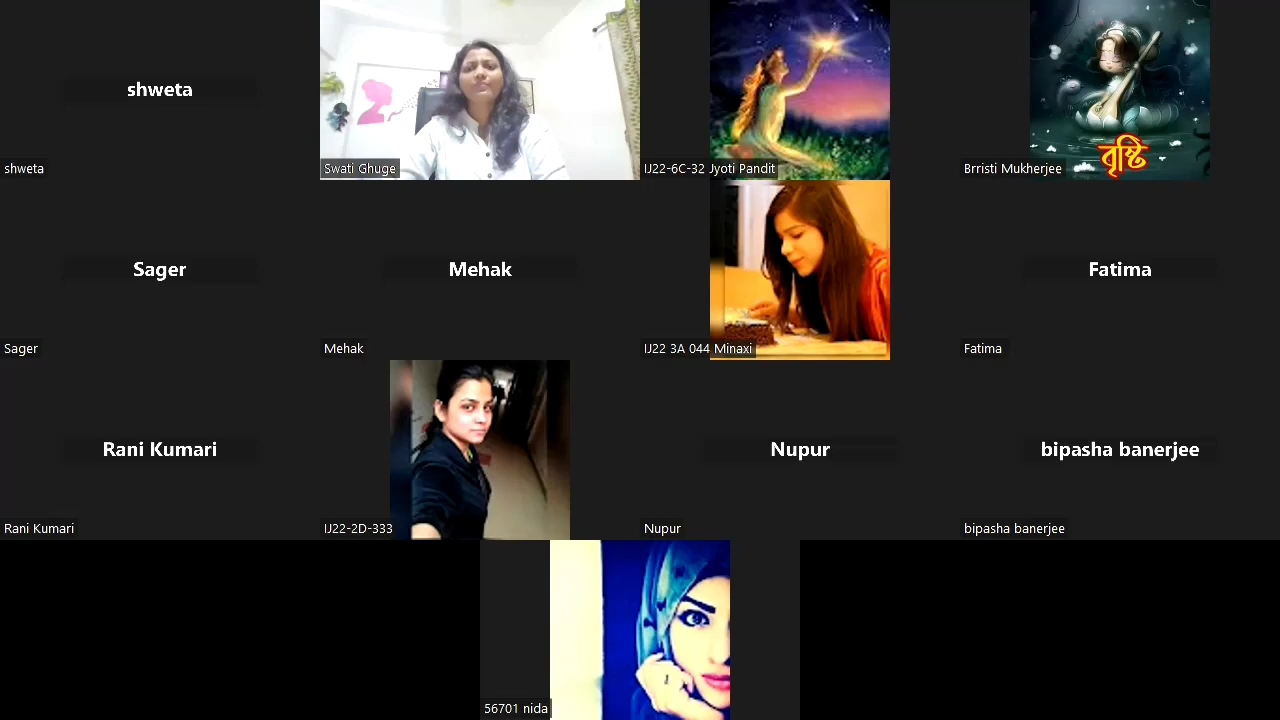 shweta
shweta
Swati Ghuge
IJ22-6C-32 Jyoti Pandit
বৃষ্টি
Brristi Mukherjee
Sager
Sager
Mehak
Mehak
IJ22 3A 044 Minaxi
Fatima
Fatima
Rani Kumari
Rani Kumari
IJ22-2D-333
Nupur
Nupur
bipasha banerjee
bipasha banerjee
56701 nida